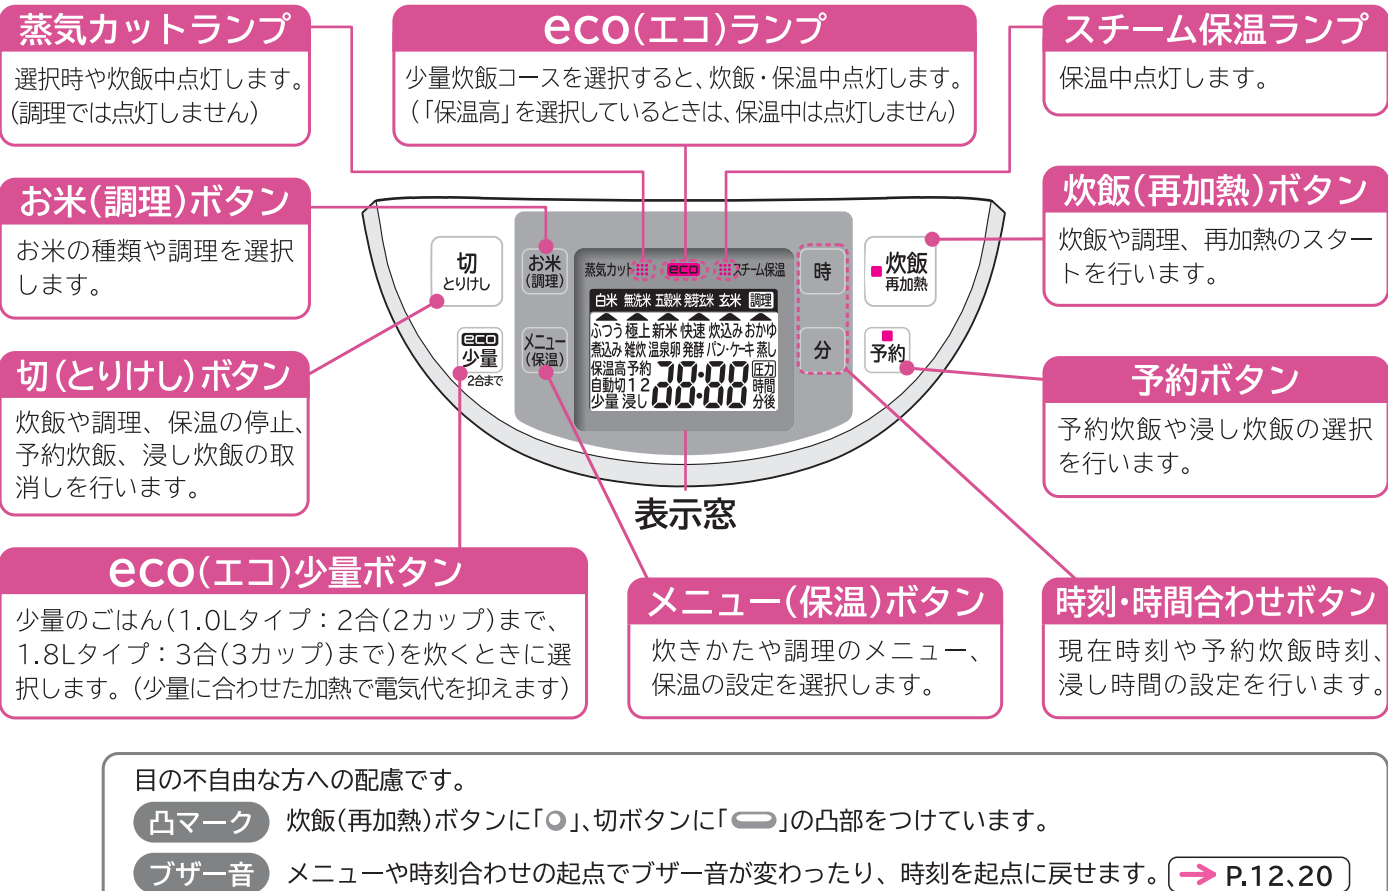 蒸気カットランプ
選択時や炊飯中点灯します。
(調理では点灯しません)
eco(エコ)ランプ
少量炊飯コースを選択すると、炊飯・保温中点灯します。
(「保温高」を選択しているときは、保温中は点灯しません)
スチーム保温ランプ
保温中点灯します。
お米(調理)ボタン
お米の種類や調理を選択
します。
炊飯(再加熱)ボタン
炊飯や調理、再加熱のスター
トを行います。
切(とりけし)ボタン
炊飯や調理、保温の停止、
予約炊飯、浸し炊飯の取
消しを行います。
予約ボタン
予約炊飯や浸し炊飯の選択
を行います。
切
とりけし
eco
少量
2合まで
お米
(調理)
メニュー
(保温)
蒸気カット eco スチーム保温
白米 無洗米 五穀米 発芽玄米 玄米 調理
ふつう 極上 新米 快速 炊込み おかゆ
煮込み 雑炊 温泉卵 発酵 パン・ケーキ 蒸し
保温高 予約 圧力
自動切 1 2 38:88 時間
少量 浸し 分後
時
分
炊飯
再加熱
予約
表示窓
eco(エコ)少量ボタン
少量のごはん(1.0Lタイプ:2合(2カップ)まで、
1.8Lタイプ:3合(3カップ)まで)を炊くときに選
択します。(少量に合わせた加熱で電気代を抑えます)
メニュー(保温)ボタン
炊きかたや調理のメニュー、
保温の設定を選択します。
時刻・時間合わせボタン
現在時刻や予約炊飯時刻、
浸し時間の設定を行います。
目の不自由な方への配慮です。
凸マーク 炊飯(再加熱)ボタンに「○」、切ボタンに「⬭」の凸部をつけています。
ブザー音 メニューや時刻合わせの起点でブザー音が変わったり、時刻を起点に戻せます。 → P.12、20